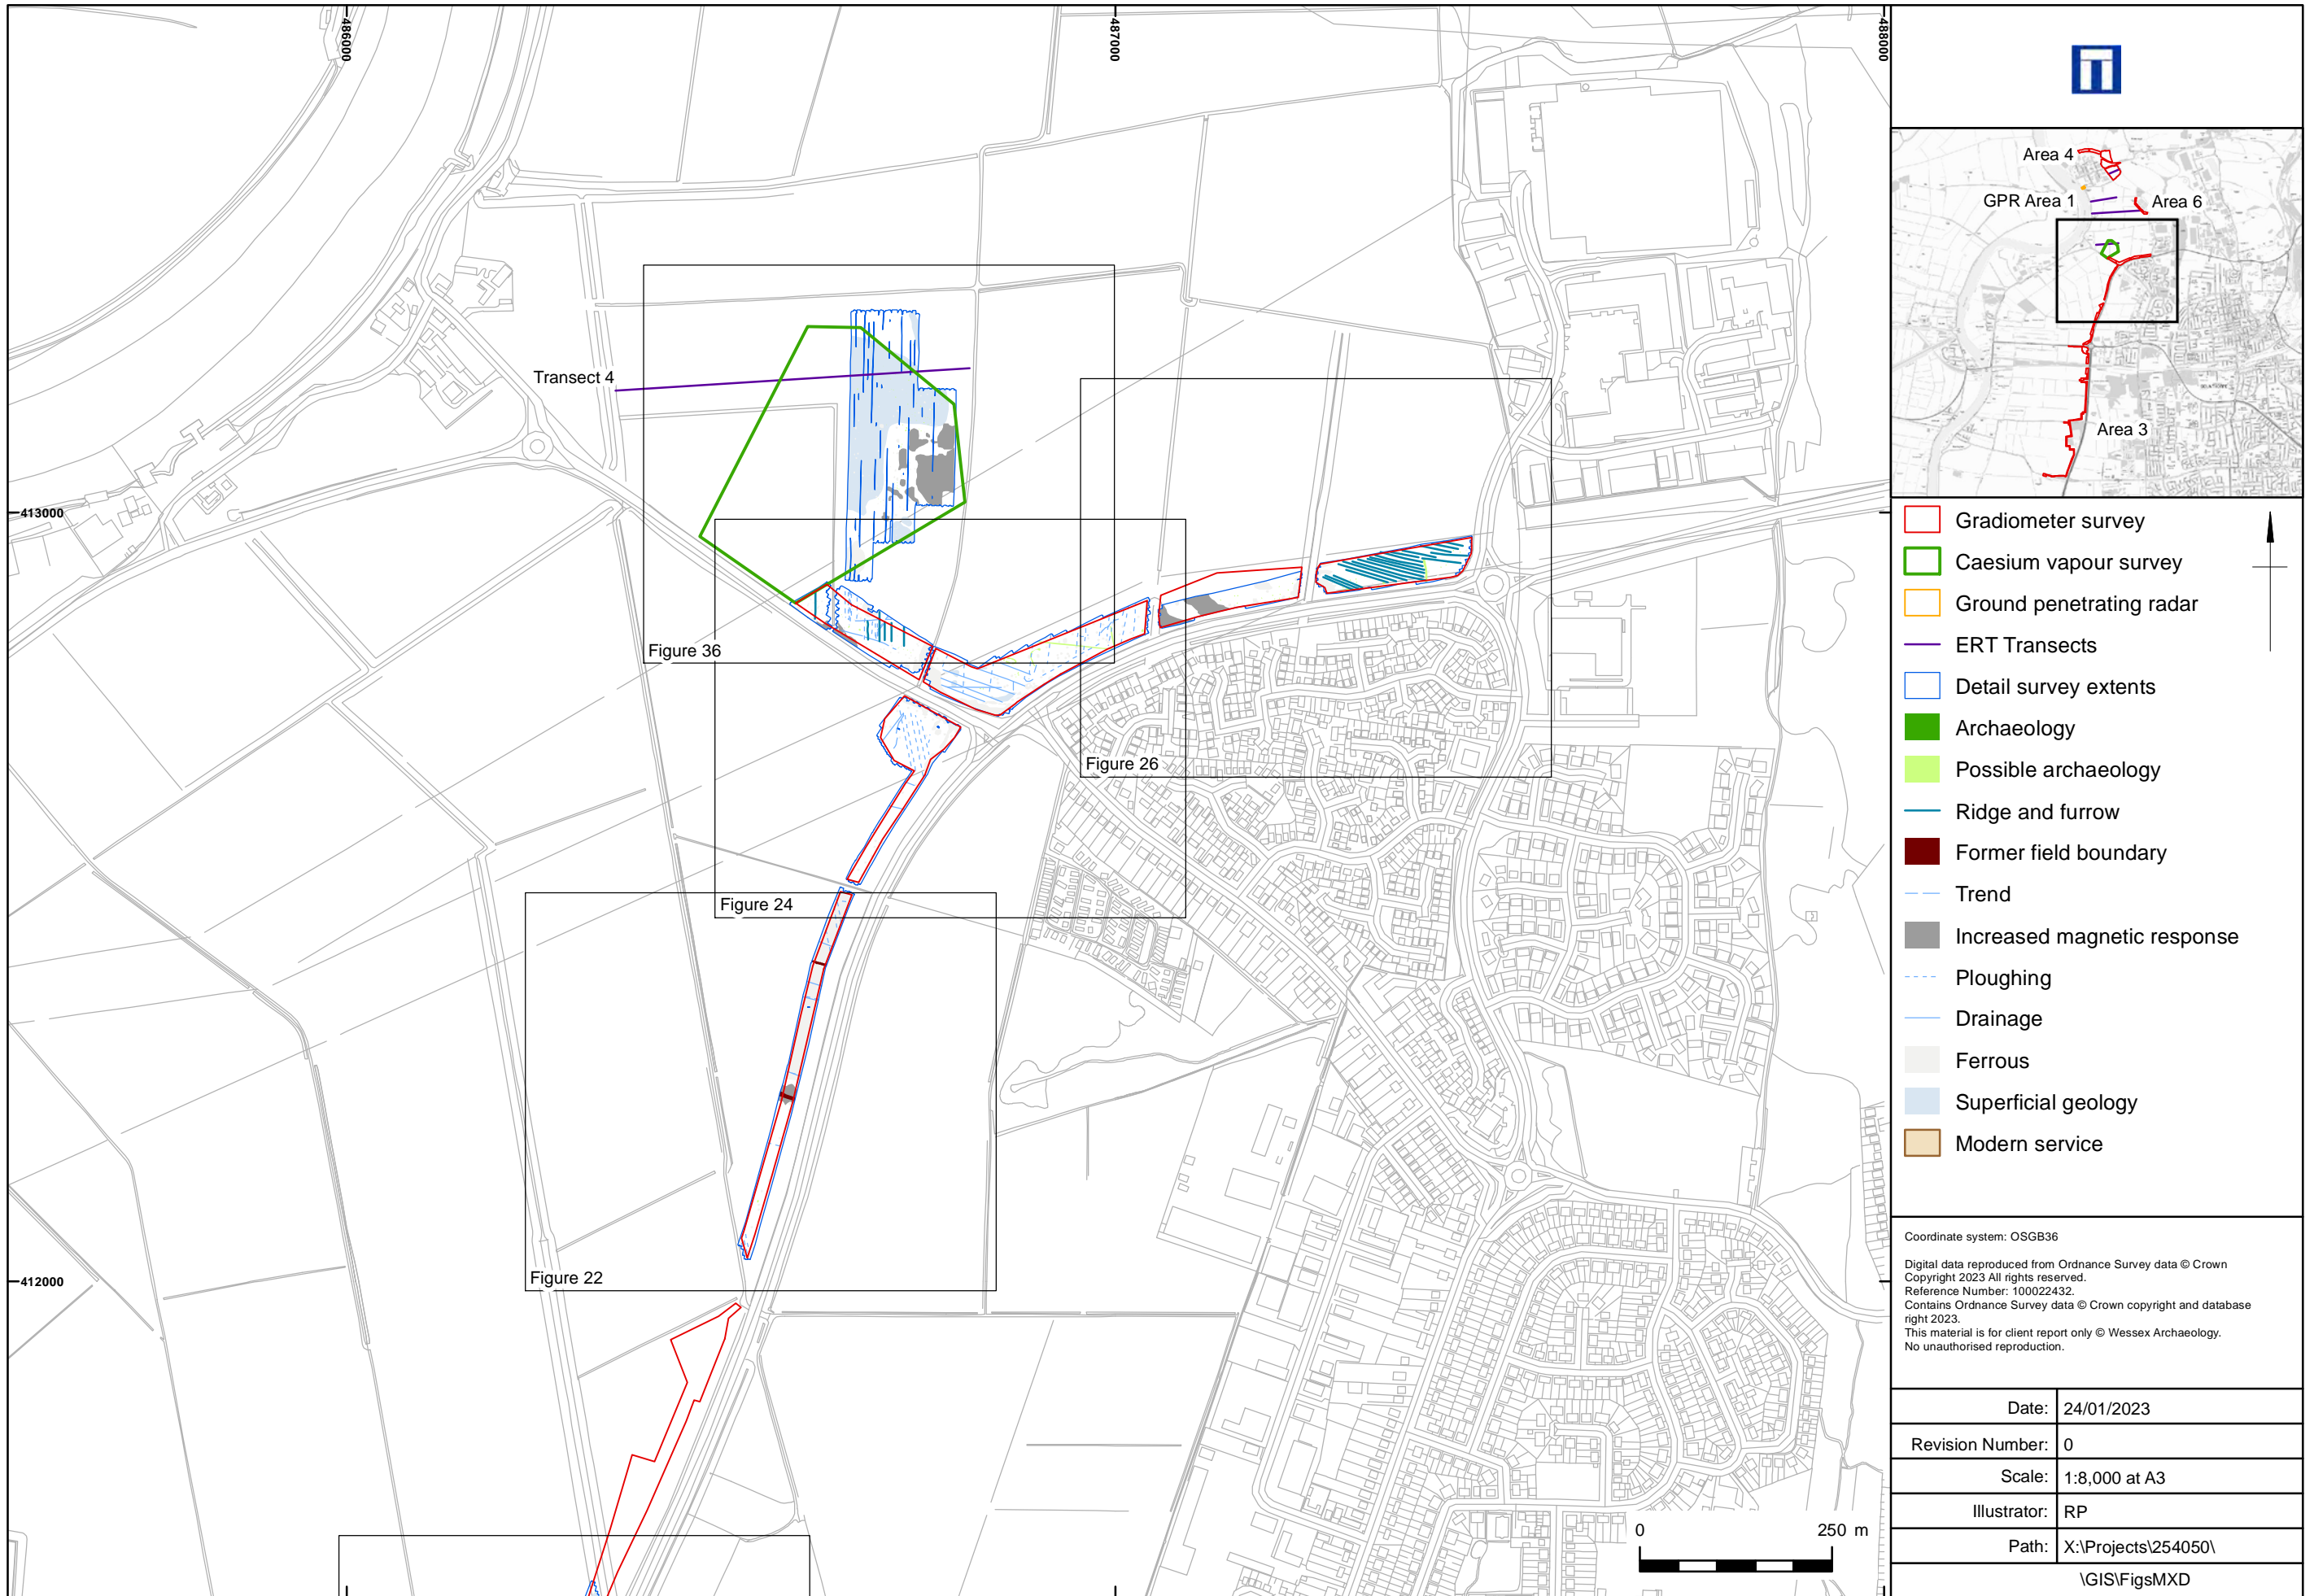 486000
487000
488000
413000
412000
Transect 4
Figure 36
Figure 26
Figure 24
Figure 22
0 250 m
Area 4
GPR Area 1
Area 6
Area 3
Gradiometer survey
Caesium vapour survey
Ground penetrating radar
ERT Transects
Detail survey extents
Archaeology
Possible archaeology
Ridge and furrow
Former field boundary
Trend
Increased magnetic response
Ploughing
Drainage
Ferrous
Superficial geology
Modern service
Coordinate system: OSGB36
Digital data reproduced from Ordnance Survey data © Crown
Copyright 2023 All rights reserved.
Reference Number: 100022432.
Contains Ordnance Survey data © Crown copyright and database
right 2023.
This material is for client report only © Wessex Archaeology.
No unauthorised reproduction.
Date: 24/01/2023
Revision Number: 0
Scale: 1:8,000 at A3
Illustrator: RP
Path: X:\Projects\254050\
\GIS\FigsMXD